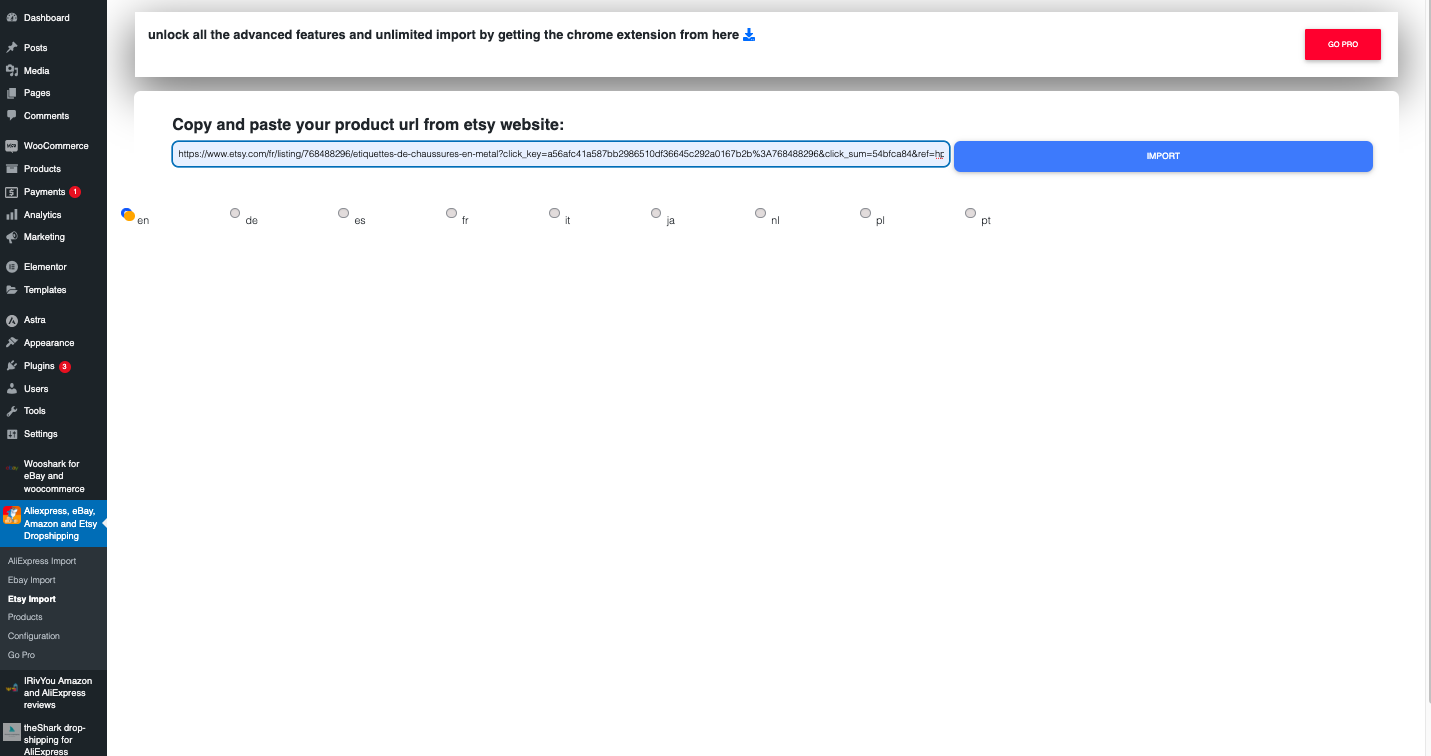 Dashboard
Posts
Media
Pages
Comments
WooCommerce
Products
Payments 1
Analytics
Marketing
Elementor
Templates
Astra
Appearance
Plugins 3
Users
Tools
Settings
Wooshark for
eBay and
woocommerce
Aliexpress, eBay,
Amazon and Etsy
Dropshipping
AliExpress Import
Ebay Import
Etsy Import
Products
Configuration
Go Pro
IRivYou Amazon
and AliExpress
reviews
theShark drop-
shipping for
AliExpress
unlock all the advanced features and unlimited import by getting the chrome extension from here
GO PRO
Copy and paste your product url from etsy website:
https://www.etsy.com/fr/listing/768488296/etiquettes-de-chaussures-en-metal?click_key=a56afc41a587bb2986510df36645c292a0167b2b%3A768488296&click_sum=54bfca84&ref=hp
IMPORT
en de es fr it ja nl pl pt